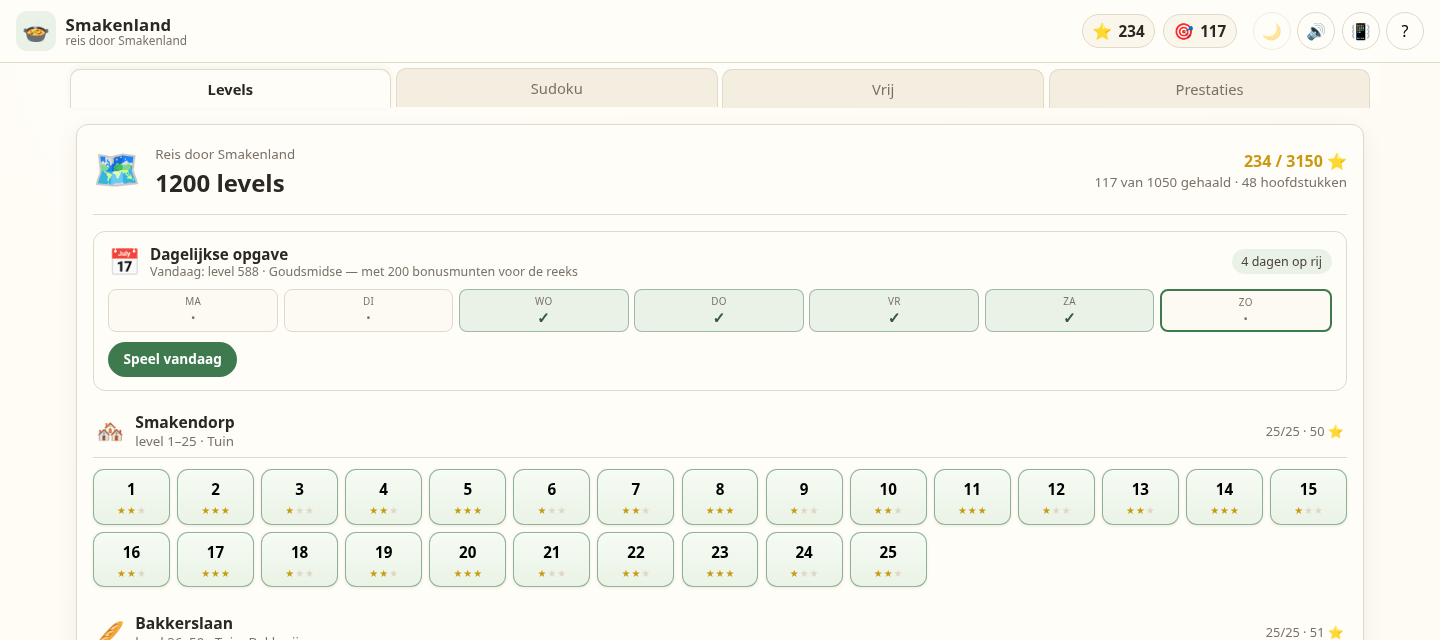 Smakenland
reis door Smakenland
⭐ 234
🎯 117
?
Levels
Sudoku
Vrij
Prestaties
Reis door Smakenland
1200 levels
234 / 3150 ⭐
117 van 1050 gehaald · 48 hoofdstukken
Dagelijkse opgave
Vandaag: level 588 · Goudsmidse — met 200 bonusmunten voor de reeks
4 dagen op rij
MA DI WO DO VR ZA ZO
· · ✓ ✓ ✓ ✓ ·
Speel vandaag
Smakendorp
level 1–25 · Tuin
25/25 · 50 ⭐
1 2 3 4 5 6 7 8 9 10 11 12 13 14 15
16 17 18 19 20 21 22 23 24 25
Bakkerslaan
25/25 · 51 ⭐